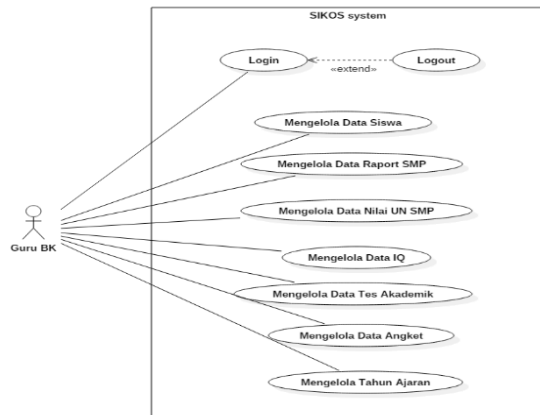 SIKOS system
Login
Logout
«extend»
Mengelola Data Siswa
Mengelola Data Raport SMP
Mengelola Data Nilai UN SMP
Guru BK
Mengelola Data IQ
Mengelola Data Tes Akademik
Mengelola Data Angket
Mengelola Tahun Ajaran